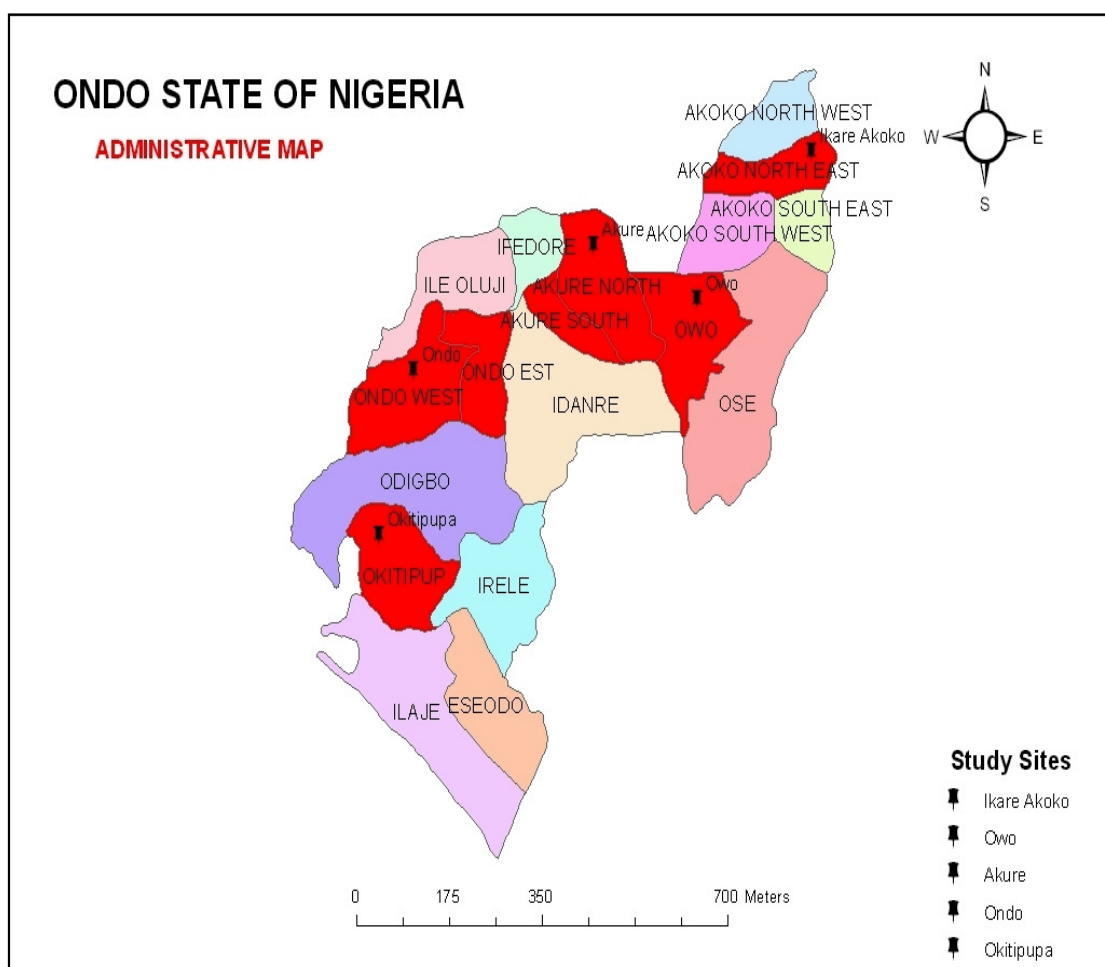 ONDO STATE OF NIGERIA
ADMINISTRATIVE MAP
N
W E
S
AKOKO NORTH WEST
Ikare Akoko
AKOKO NORTH EAST
AKOKO SOUTH EAST
AKOKO SOUTH WEST
Akure
IFEDORE
ILE OLUJI
AKURE NORTH
Owo
AKURE SOUTH
OWO
Ondo
ONDO EST
ONDO WEST
IDANRE
OSE
ODIGBO
Okitipupa
OKITIPUP
IRELE
ILAJE
ESEODO
Study Sites
Ikare Akoko
Owo
Akure
Ondo
Okitipupa
0 175 350 700 Meters